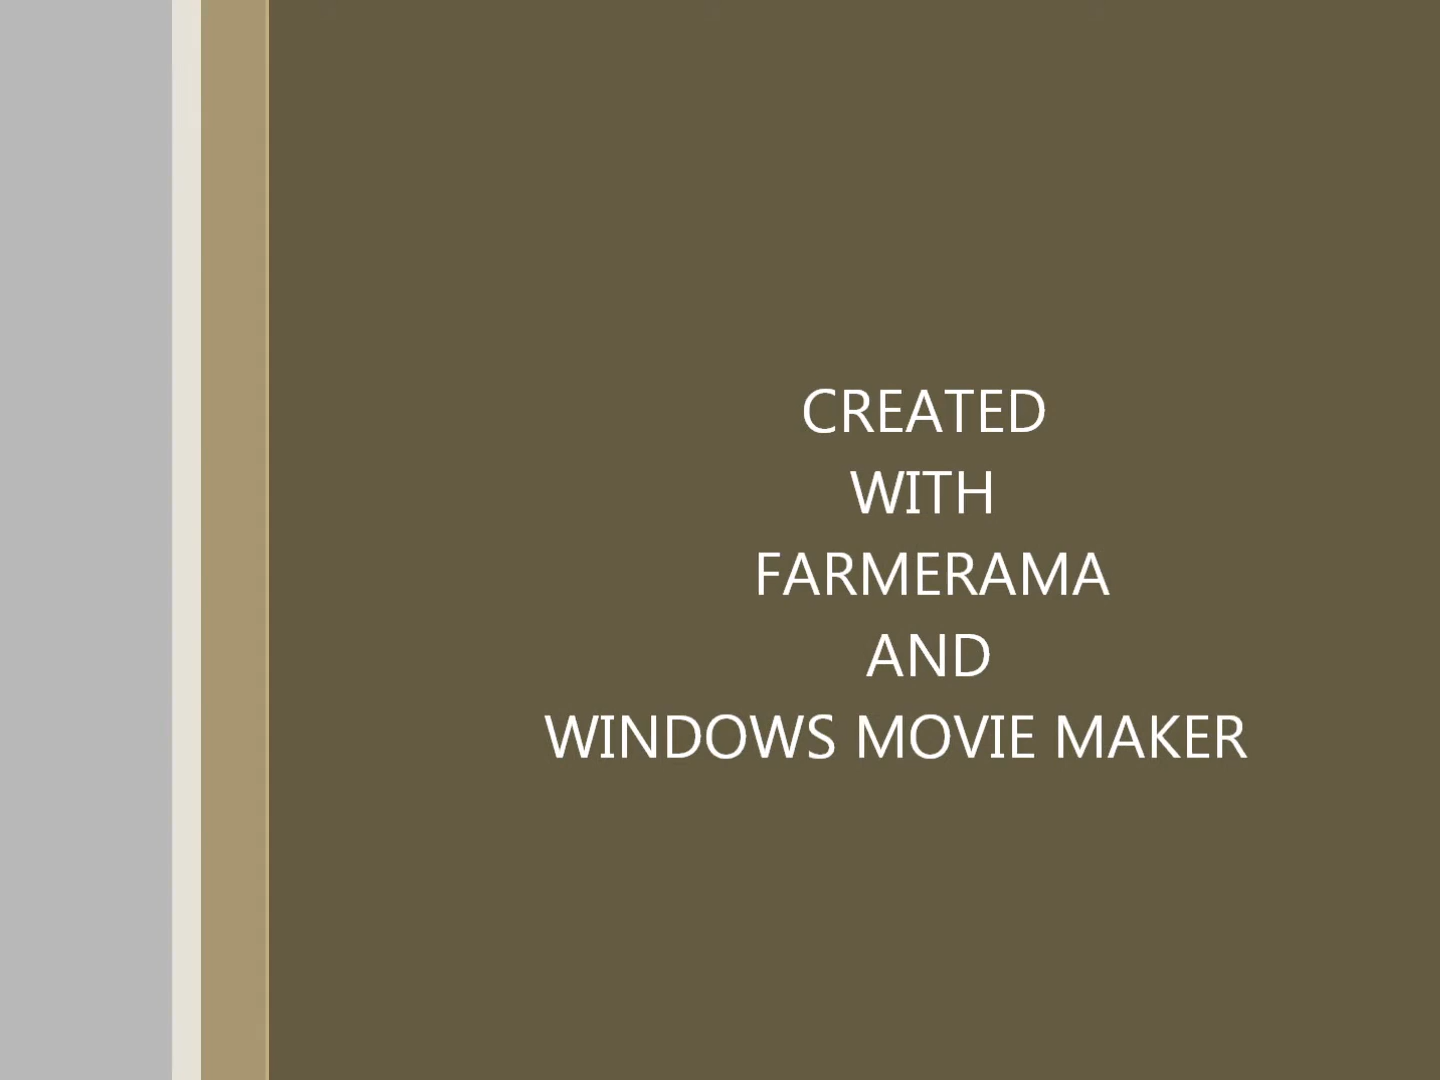 CREATED
WITH
FARMERAMA
AND
WINDOWS MOVIE MAKER